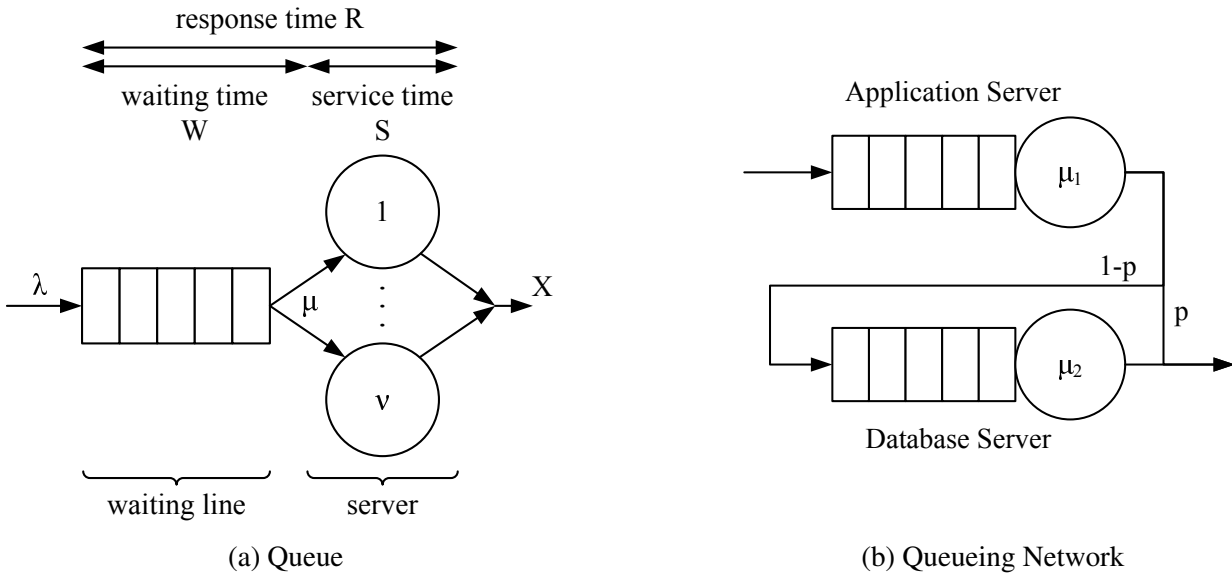 response time R
waiting time
W
service time
S
λ
μ
1
ν
X
waiting line
server
(a) Queue
Application Server
μ1
1-p
p
μ2
Database Server
(b) Queueing Network